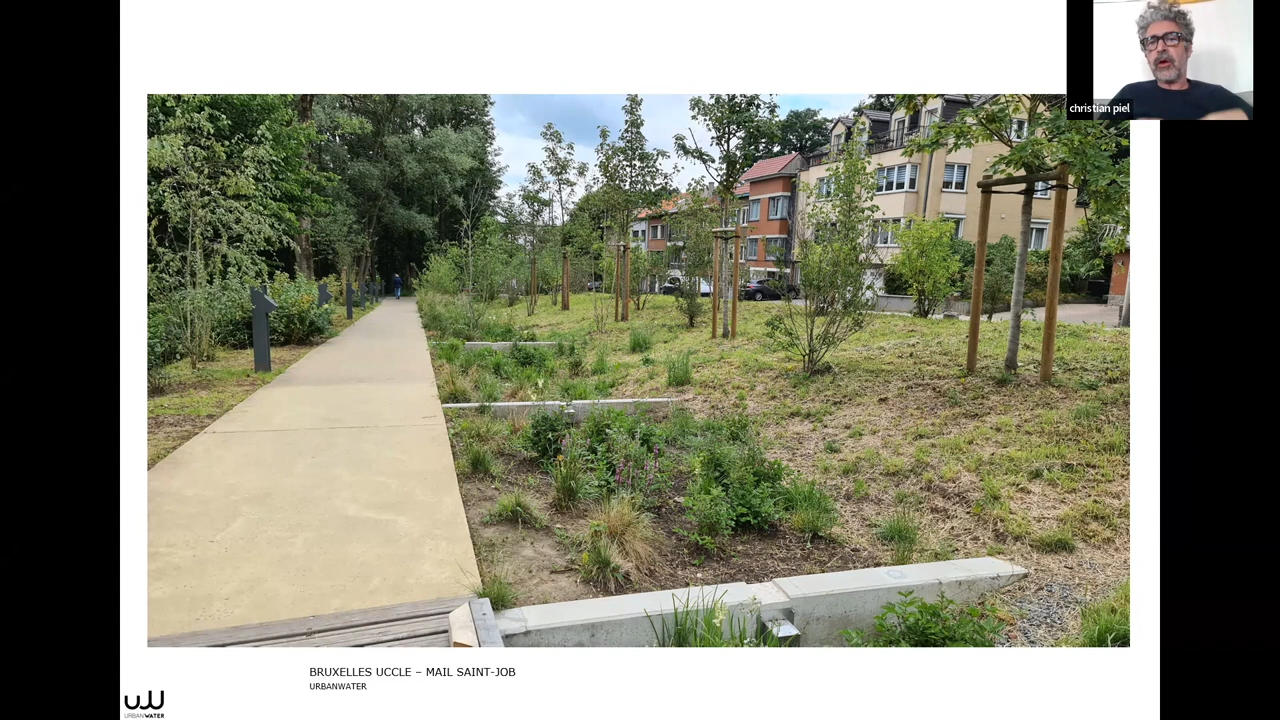 christian piel
BRUXELLES UCCLE – MAIL SAINT-JOB
URBANWATER
URBANWATER